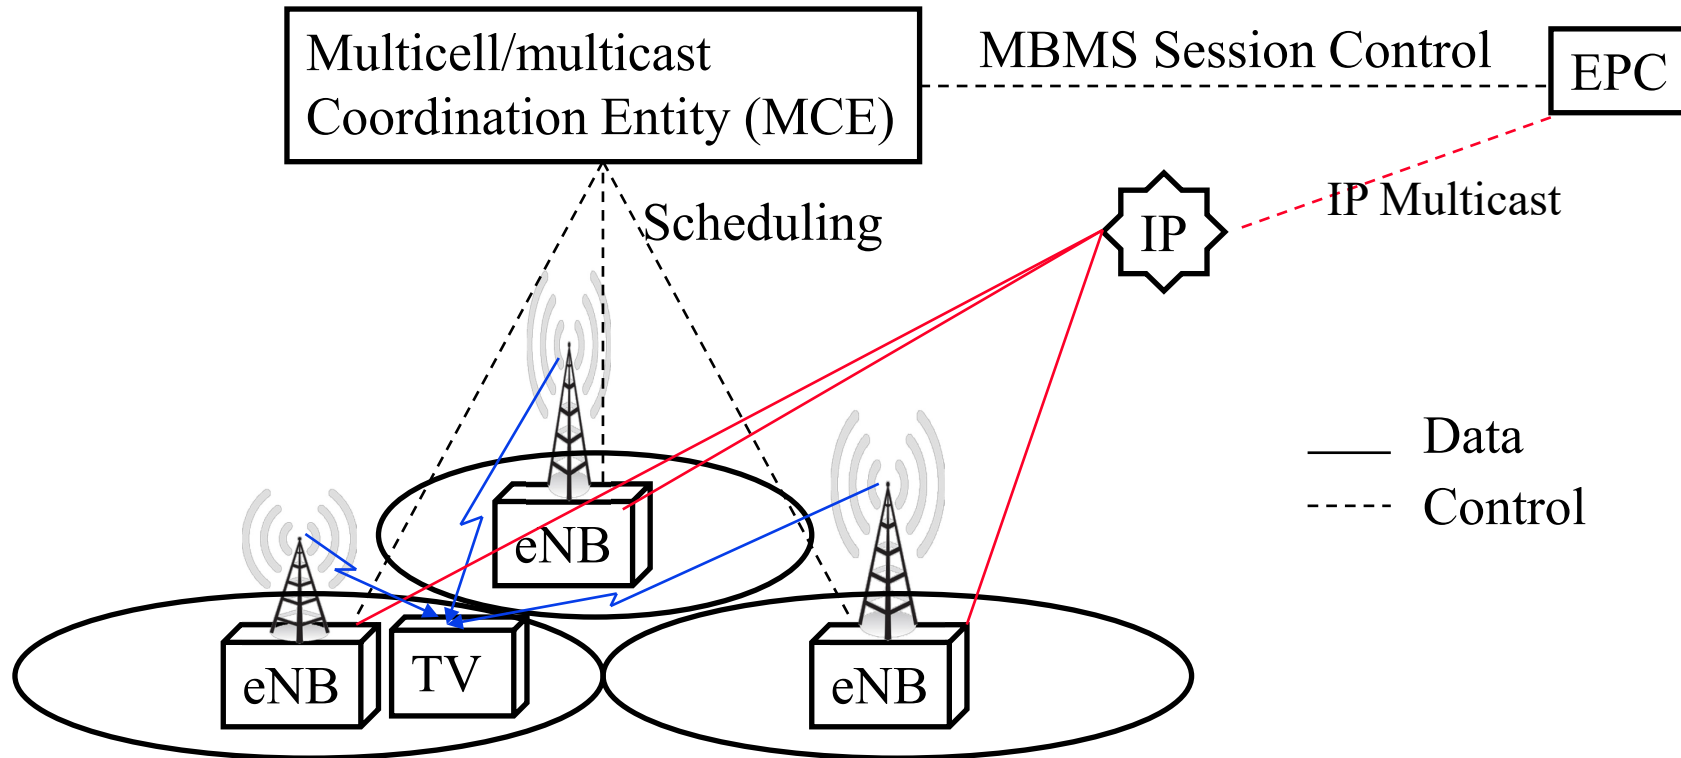 Multicell/multicast
Coordination Entity (MCE)
MBMS Session Control
EPC
IP Multicast
IP
Scheduling
Data
Control
eNB
eNB
TV
eNB